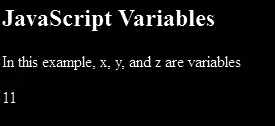 JavaScript Variables
In this example, x, y, and z are variables
11